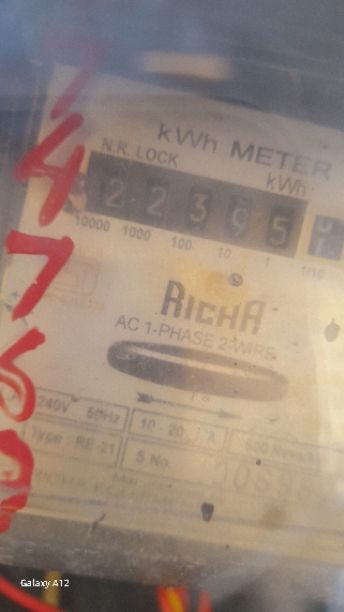 kWh METER
N.R. LOCK
kWh
2 2 3 9 5
10000 1000 100 10 1 1/10
RICHA
AC 1-PHASE 2-WIRE
240V 50Hz 10-20 A
Type : RE-21 S No.
7
4
7
Galaxy A12